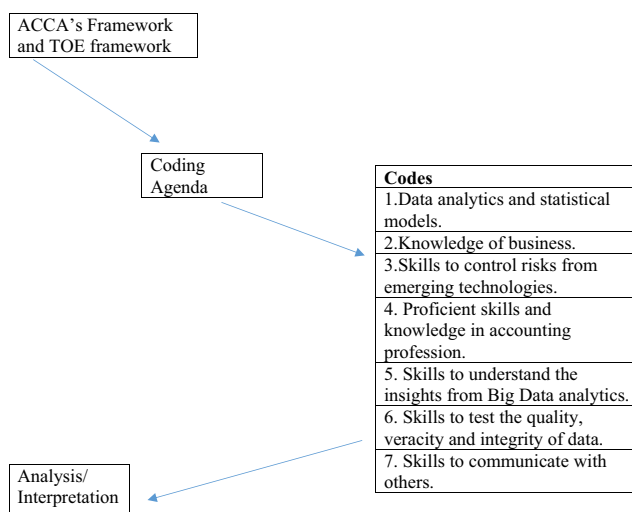 ACCA's Framework
and TOE framework
Coding
Agenda
Codes
1.Data analytics and statistical
models.
2.Knowledge of business.
3.Skills to control risks from
emerging technologies.
4. Proficient skills and
knowledge in accounting
profession.
5. Skills to understand the
insights from Big Data analytics.
6. Skills to test the quality,
veracity and integrity of data.
7. Skills to communicate with
others.
Analysis/
Interpretation